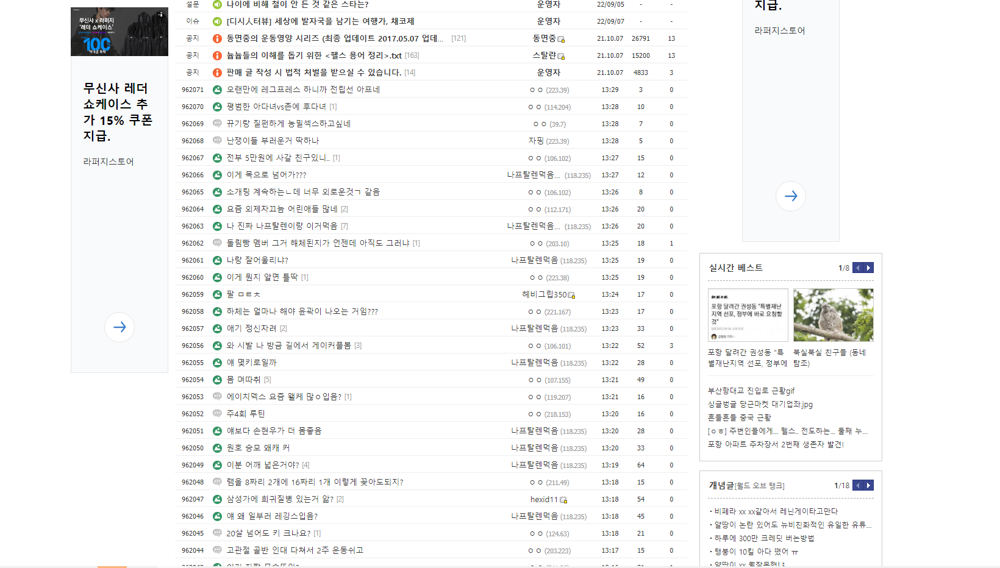 무신사 x 라퍼지
'레더 쇼케이스'
100
무신사 레더
쇼케이스 추
가 15% 쿠폰
지급.
라퍼지스토어
설문 나이에 비해 철이 안 든 것 같은 스타는? 운영자 22/09/05 - -
이슈 [디시人터뷰] 세상에 발자국을 남기는 여행가, 채코제 운영자 22/09/07 - -
공지 동면중의 운동영양 시리즈 (최종 업데이트 2017.05.07 업데... [121] 동면중 21.10.07 26791 13
공지 늅늅들의 이해를 돕기 위한 <헬스 용어 정리>.txt [163] 스탈랸 21.10.07 15200 13
공지 판매 글 작성 시 법적 처벌을 받으실 수 있습니다. [14] 운영자 21.10.07 4833 3
962071 오랜만에 레그프레스 하니까 전립선 아프네 ㅇㅇ (223.39) 13:29 3 0
962070 평범한 아다녀vs존예 후다녀 [1] ㅇㅇ (114.204) 13:28 10 0
962069 뀨기랑 질펀하게 농밀섹스하고싶네 ㅇㅇ (39.7) 13:28 7 0
962068 난쟁이들 부러운거 딱하나 자핑 (223.39) 13:28 5 0
962067 전부 5만원에 사갈 친구있니.. [1] ㅇㅇ (106.102) 13:27 15 0
962066 이게 목으로 넘어가??? 나프탈렌먹음... (118.235) 13:27 12 0
962065 소개팅 계속하는ㄴ데 너무 외로운것ㄱ 같음 ㅇㅇ (106.102) 13:26 8 0
962064 요즘 외제차끄는 어린애들 많네 [2] ㅇㅇ (112.171) 13:26 20 0
962063 나 진짜 나프탈렌이랑 이거먹음 [7] 나프탈렌먹음... (118.235) 13:26 20 0
962062 돌림빵 멤버 그거 해체된지가 언젠데 아직도 그러냐 [1] ㅇㅇ (203.10) 13:25 18 1
962061 나랑 잘어울리냐? 나프탈렌먹음 (118.235) 13:25 19 0
962060 이게 뭔지 알면 틀딱 [1] ㅇㅇ (223.38) 13:25 19 0
962059 팔 ㅁㅌㅊ 헤비그립350 13:24 17 0
962058 하체는 얼마나 해야 윤곽이 나오는 거임??? ㅇㅇ (221.167) 13:23 17 0
962057 얘기 정신차려 [2] 나프탈렌먹음 (118.235) 13:23 33 0
962056 와 시발 나 방금 길에서 게이커플봄 [3] ㅇㅇ (106.101) 13:22 52 3
962055 얘 몇키로일까 나프탈렌먹음 (118.235) 13:22 28 0
962054 몸 며따취 [5] ㅇㅇ (107.155) 13:21 49 0
962053 에이치덱스 요즘 왤케 많ㅇ입음? [1] ㅇㅇ (119.207) 13:21 16 0
962052 주4회 루틴 ㅇㅇ (218.153) 13:20 16 0
962051 얘보다 손현우가 더 몸좋음 나프탈렌먹음 (118.235) 13:20 28 0
962050 원호 승모 왜캐 커 나프탈렌먹음 (118.235) 13:20 33 0
962049 이분 어깨 넓은거야? [4] 나프탈렌먹음 (118.235) 13:19 64 0
962048 램을 8짜리 2개에 16짜리 1개 이렇게 꽂아도되지? ㅇㅇ (211.49) 13:18 15 0
962047 삼성가에 희귀질병 있는거 앎? [2] hexid11 13:18 54 0
962046 얘 왜 일부러 레깅스입음? 나프탈렌먹음 (118.235) 13:18 45 0
962045 20살 넘어도 키 크나요? [1] ㅇㅇ (124.63) 13:18 21 0
962044 고관절 골반 인대 다쳐서 2주 운동쉬고 ㅇㅇ (203.223) 13:17 15 0
지급.
라퍼지스토어
실시간 베스트 1/8
포항 달려간 권성동 "특별재난
지역 선포, 정부에 바로 요청할
것"
포항 달려간 권성동 "특
별재난지역 선포, 정부에
북실북실 친구들 (동네
탐조)
부산항대교 진입로 근황gif
싱글벙글 당근마켓 대기업좌.jpg
흔들흔들 중국 근황
[ㅇㅎ] 주변인들에게... 헬스.. 전도하는... 둘째 누...
포항 아파트 주차장서 2번째 생존자 발견!
개념글[월드 오브 탱크] 1/18
· 비페라 xx xx같아서 레닌게이타고만다
· 얄땅이 논란 있어도 뉴비친화적인 유일한 유튜...
· 하루에 300만 크레딧 버는방법
· 탱붕이 10킬 아다 뗐어 ㅠ